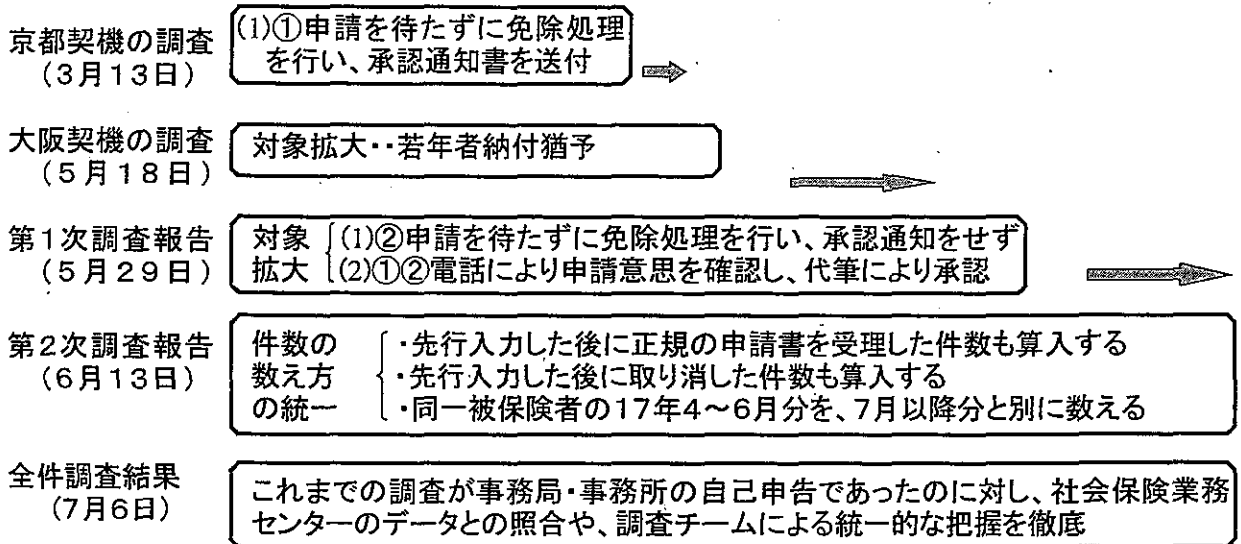 京都契機の調査
(3月13日)
(1)①申請を待たずに免除処理
を行い、承認通知書を送付
大阪契機の調査
(5月18日)
対象拡大‥若年者納付猶予
第1次調査報告
(5月29日)
対象
拡大
(1)②申請を待たずに免除処理を行い、承認通知をせず
(2)①②電話により申請意思を確認し、代筆により承認
第2次調査報告
(6月13日)
件数の
数え方
の統一
・先行入力した後に正規の申請書を受理した件数も算入する
・先行入力した後に取り消した件数も算入する
・同一被保険者の17年4~6月分を、7月以降分と別に数える
全件調査結果
(7月6日)
これまでの調査が事務局・事務所の自己申告であったのに対し、社会保険業務
センターのデータとの照合や、調査チームによる統一的な把握を徹底